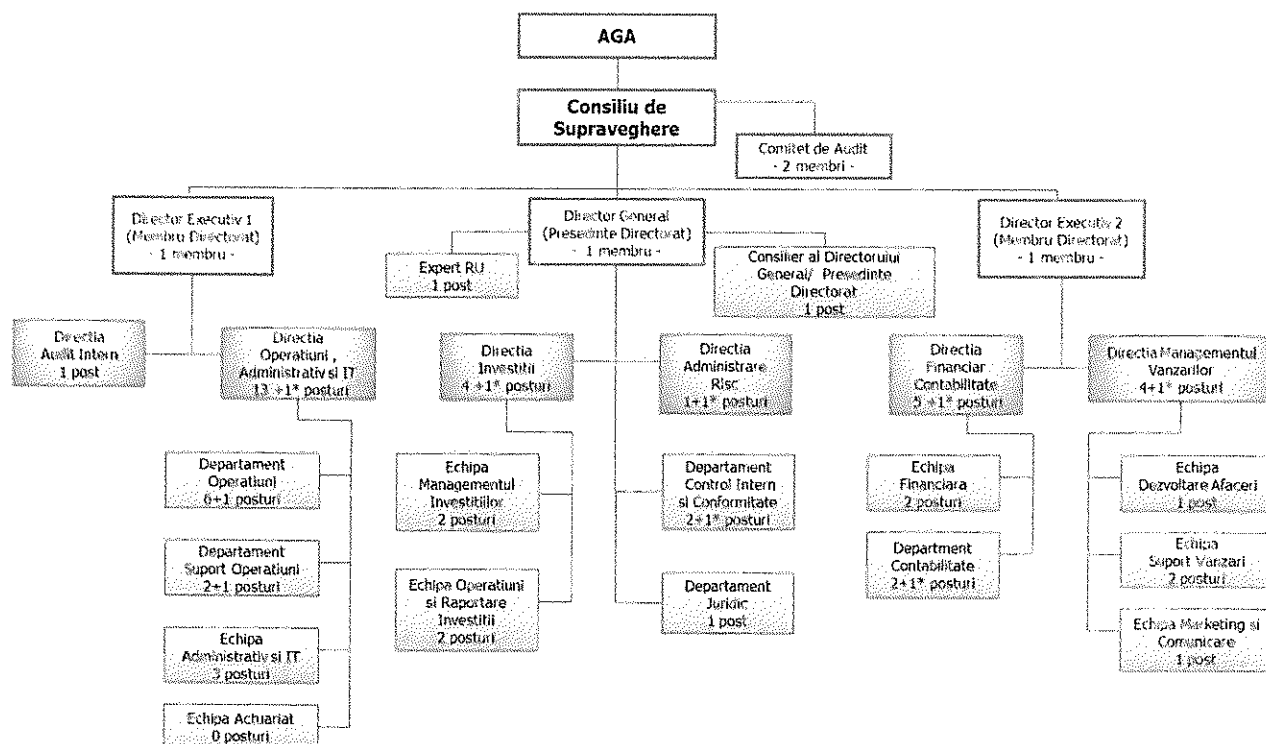 AGA
Consiliu de
Supraveghere
Comitet de Audit
- 2 membri -
Director Executiv 1
(Membru Directorat)
- 1 membru -
Director General
(Presedinte Directorat)
- 1 membru -
Director Executiv 2
(Membru Directorat)
- 1 membru -
Expert RU
1 post
Consilier al Directorului
General/ Presedinte
Directorat
1 post
Directia
Audit Intern
1 post
Directia
Operatiuni ,
Administrativ si IT
13 +1* posturi
Directia
Investitii
4 +1* posturi
Directia
Administrare
Risc
1+1* posturi
Directia
Financiar
Contabilitate
5 +1* posturi
Directia Managementul
Vanzarilor
4+1* posturi
Departament
Operatiuni
6+1 posturi
Echipa
Managementul
Investitiilor
2 posturi
Departament
Control Intern
si Conformitate
2+1* posturi
Echipa
Financiara
2 posturi
Echipa
Dezvoltare Afaceri
1 post
Departament
Suport Operatiuni
2+1 posturi
Echipa Operatiuni
si Raportare
Investitii
2 posturi
Departament
Juridic
1 post
Department
Contabilitate
2+1* posturi
Echipa
Suport Vanzari
2 posturi
Echipa
Administrativ si IT
3 posturi
Echipa Marketing si
Comunicare
1 post
Echipa Actuariat
0 posturi